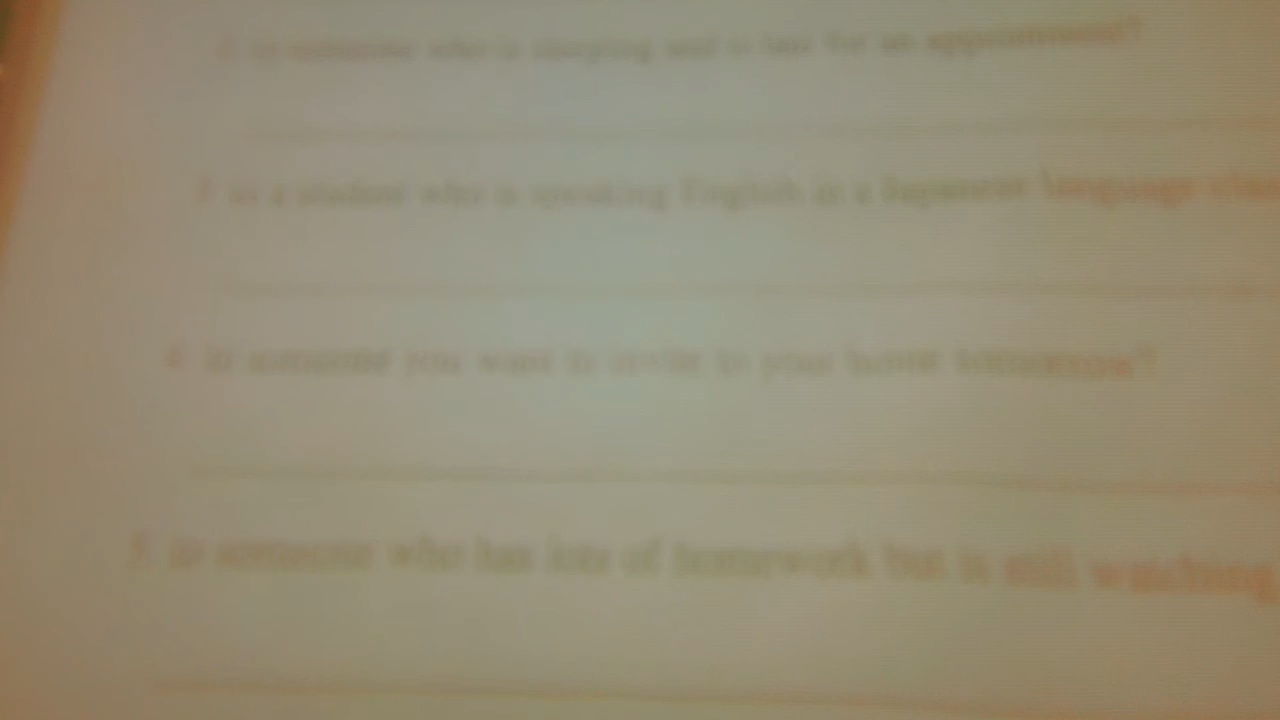 to someone who is sleeping and is late for an appointment?
to a student who is speaking English in a Japanese language
4. to someone you want to invite to your home tomorrow?
5. to someone who has lots of homework but is still watching